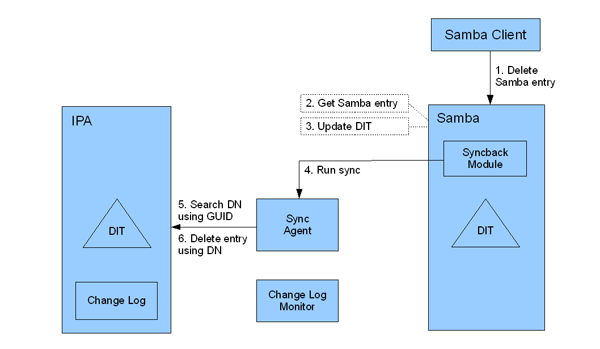 Samba Client
1. Delete
Samba entry
2. Get Samba entry
3. Update DIT
IPA
Samba
Syncback
Module
4. Run sync
5. Search DN
using GUID
6. Delete entry
using DN
Sync
Agent
DIT
DIT
Change Log
Change Log
Monitor